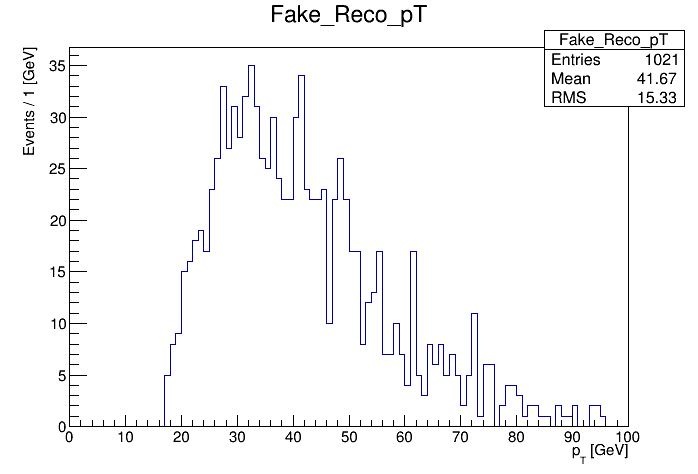 Fake_Reco_pT
Fake_Reco_pT
Entries 1021
Mean 41.67
RMS 15.33
Events / 1 [GeV]
35
30
25
20
15
10
5
0
0 10 20 30 40 50 60 70 80 90 100
p_T [GeV]